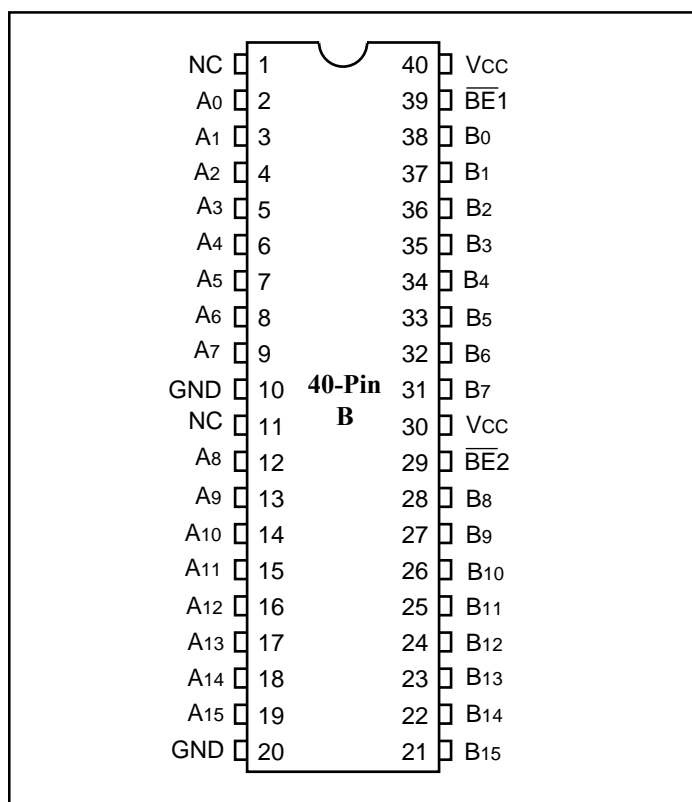 NC 1 40 VCC
A0 2 39 B̅E̅1
A1 3 38 B0
A2 4 37 B1
A3 5 36 B2
A4 6 35 B3
A5 7 34 B4
A6 8 33 B5
A7 9 32 B6
GND 10 40-Pin 31 B7
NC 11 B 30 VCC
A8 12 29 B̅E̅2
A9 13 28 B8
A10 14 27 B9
A11 15 26 B10
A12 16 25 B11
A13 17 24 B12
A14 18 23 B13
A15 19 22 B14
GND 20 21 B15